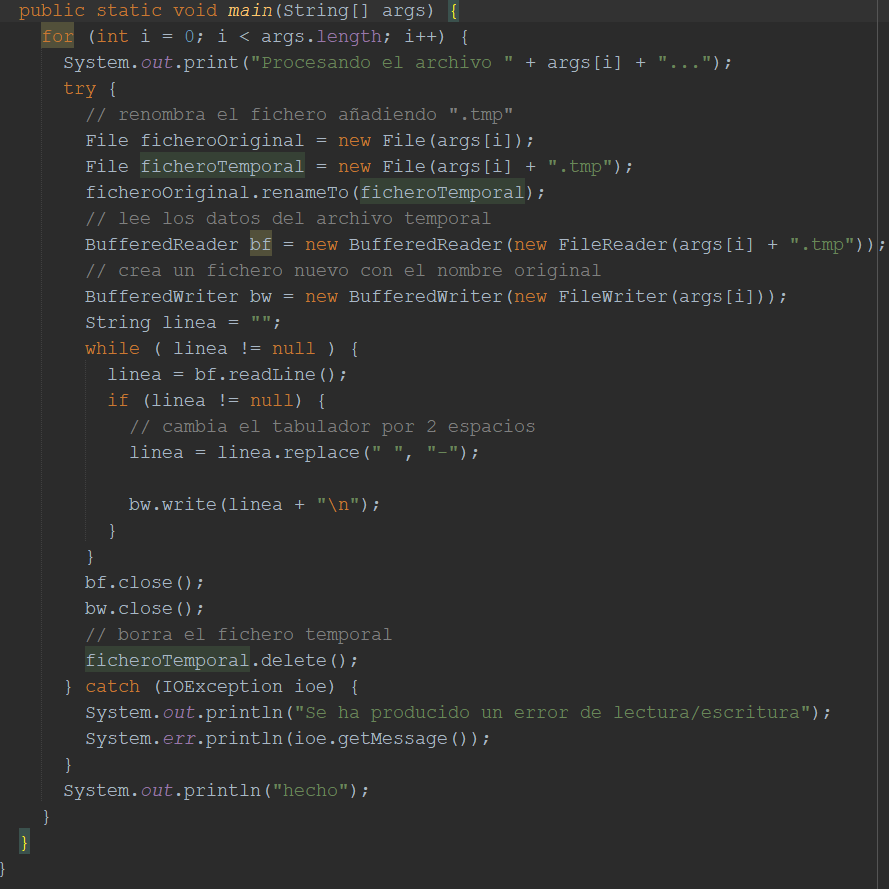 public static void main(String[] args) {
for (int i = 0; i < args.length; i++) {
System.out.print("Procesando el archivo " + args[i] + "...");
try {
// renombra el fichero añadiendo ".tmp"
File ficheroOriginal = new File(args[i]);
File ficheroTemporal = new File(args[i] + ".tmp");
ficheroOriginal.renameTo(ficheroTemporal);
// lee los datos del archivo temporal
BufferedReader bf = new BufferedReader(new FileReader(args[i] + ".tmp"));
// crea un fichero nuevo con el nombre original
BufferedWriter bw = new BufferedWriter(new FileWriter(args[i]));
String linea = "";
while ( linea != null ) {
linea = bf.readLine();
if (linea != null) {
// cambia el tabulador por 2 espacios
linea = linea.replace(" ", "-");
bw.write(linea + "\n");
}
}
bf.close();
bw.close();
// borra el fichero temporal
ficheroTemporal.delete();
} catch (IOException ioe) {
System.out.println("Se ha producido un error de lectura/escritura");
System.err.println(ioe.getMessage());
}
System.out.println("hecho");
}
}
}